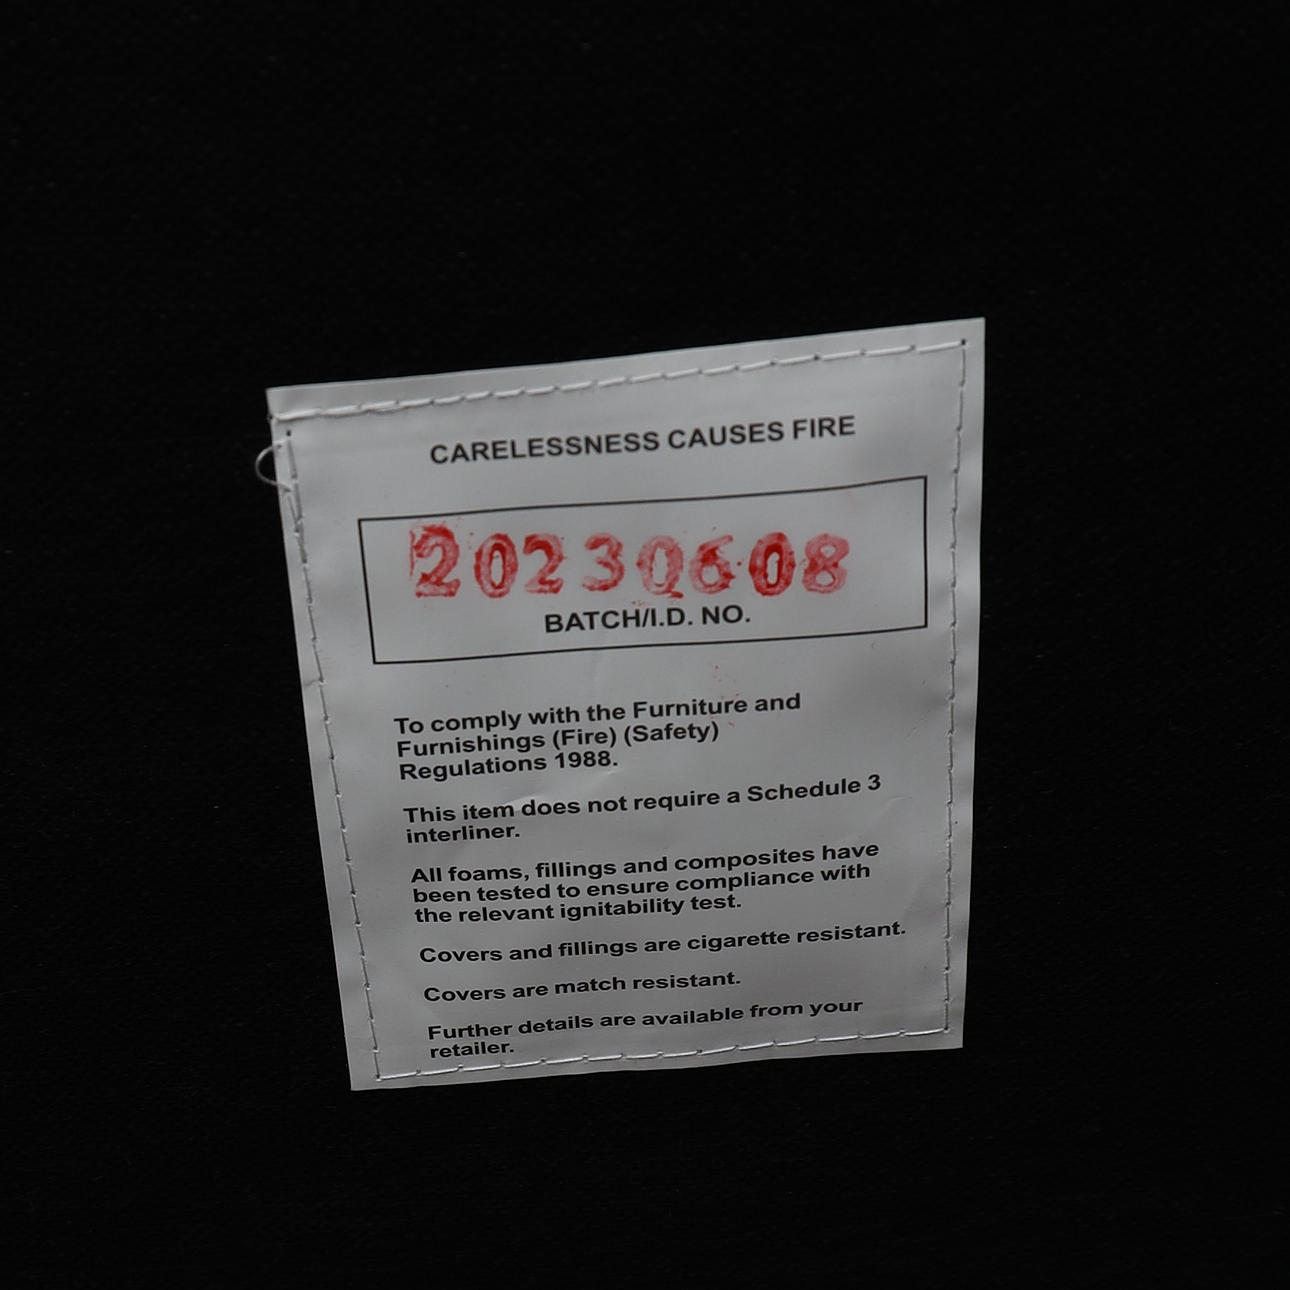 CARELESSNESS CAUSES FIRE
20230608
BATCH/I.D. NO.
To comply with the Furniture and
Furnishings (Fire) (Safety)
Regulations 1988.
This item does not require a Schedule 3
interliner.
All foams, fillings and composites have
been tested to ensure compliance with
the relevant ignitability test.
Covers and fillings are cigarette resistant.
Covers are match resistant.
Further details are available from your
retailer.